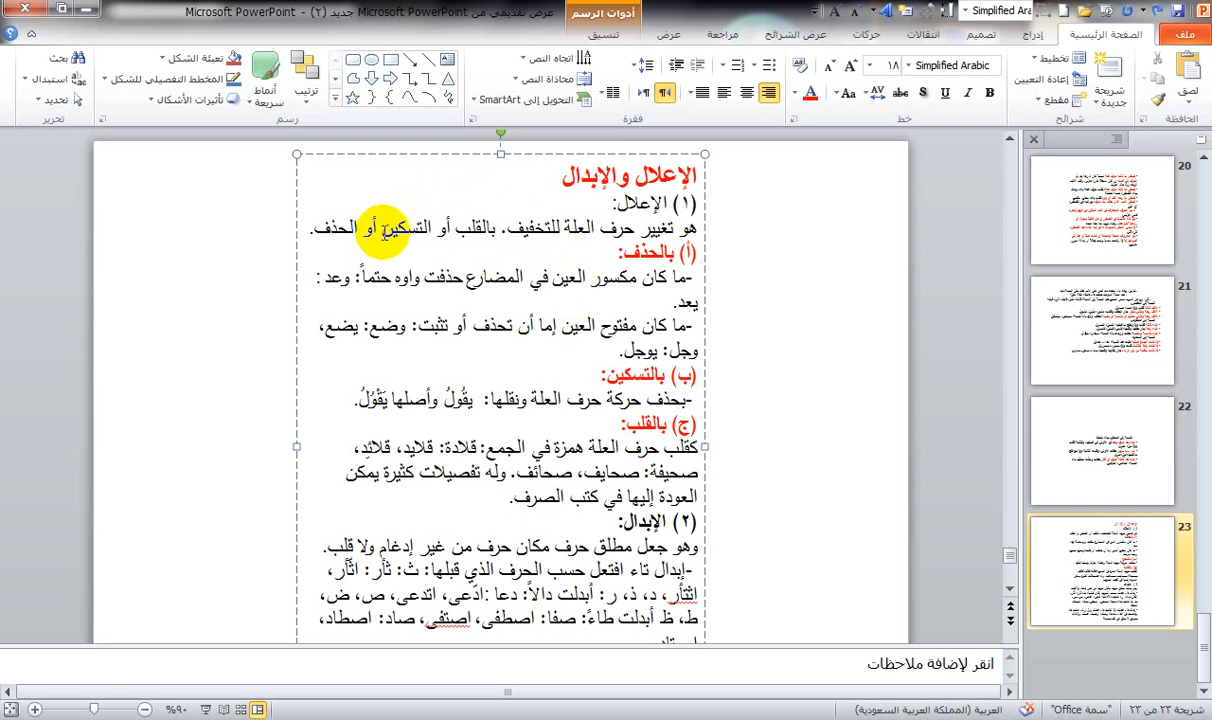 عرض تقديمي في Microsoft PowerPoint جديد (٢) - Microsoft PowerPoint
أدوات الرسم
Simplified Aral
ملف
الصفحة الرئيسية
إدراج
تصميم
انتقالات
حركات
عرض الشرائح
مراجعة
عرض
تنسيق
لصق
الحافظة
شريحة جديدة
تخطيط
إعادة التعيين
مقطع
شرائح
Simplified Arabic
١٨
خط
فقرة
اتجاه النص
محاذاة النص
التحويل إلى SmartArt
ترتيب
أنماط سريعة
تعبئة الشكل
المخطط التفصيلي للشكل
تأثيرات الأشكال
رسم
بحث
استبدال
تحديد
تحرير
الإعلال والإبدال
(١) الإعلال:
هو تغيير حرف العلة للتخفيف، بالقلب أو التسكين أو الحذف.
(أ) بالحذف:
-ما كان مكسور العين في المضارع حذفت واوه حتماً: وعد :
يعد.
-ما كان مفتوح العين إما أن تحذف أو تثبت: وضع: يضع،
وجل: يوجل.
(ب) بالتسكين:
-بحذف حركة حرف العلة ونقلها: يقُولُ وأصلها يَقْوُلُ.
(ج) بالقلب:
كقلب حرف العلة همزة في الجمع: قلادة: قلايد، قلائد،
صحيفة: صحايف، صحائف. وله تفصيلات كثيرة يمكن
العودة إليها في كتب الصرف.
(٢) الإبدال:
وهو جعل مطلق حرف مكان حرف من غير إدغام ولا قلب.
-إبدال تاء افتعل حسب الحرف الذي قبلها: ث: ثأر: اثّأر،
اثتأر، د، ذ، ر: أبدلت دالاً: دعا :ادّعى، اتدعى،ص، ض،
ط، ظ أبدلت طاءً: صفا: اصطفى، اصتفى، صاد: اصطاد،
20
21
22
23
انقر لإضافة ملاحظات
شريحة ٢٣ من ٢٣
"سمة Office"
العربية (المملكة العربية السعودية)
٩٠%